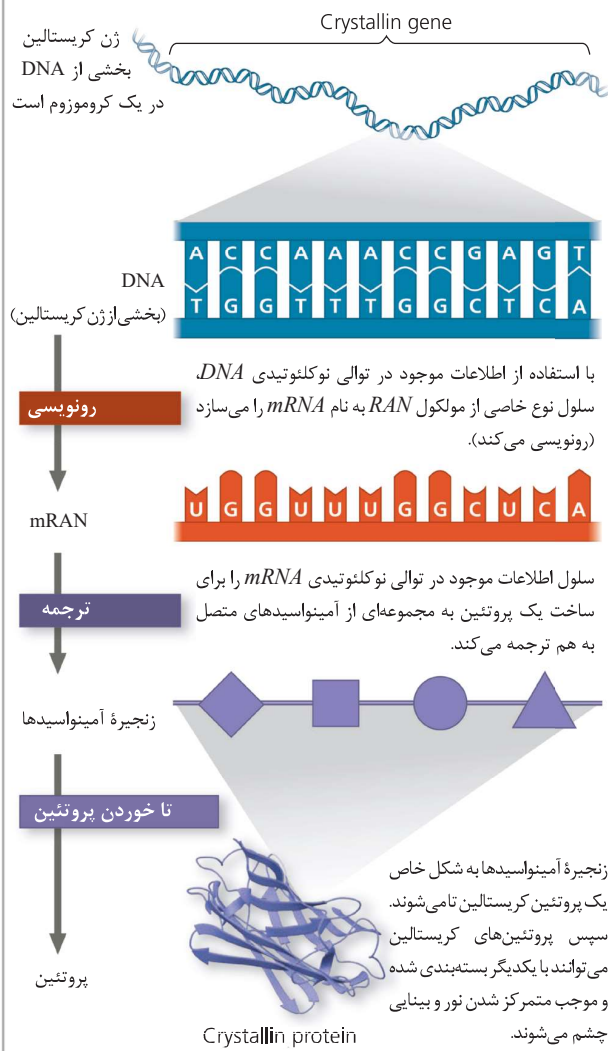 Crystallin gene
ژن کریستالین
بخشی از DNA
در یک کروموزوم است
A C C A A A C C G A G T
T G G T T T G G C T C A
DNA
(بخشی از ژن کریستالین)
با استفاده از اطلاعات موجود در توالی نوکلئوتیدی DNA،
سلول نوع خاصی از مولکول RAN به نام mRNA را می‌سازد
(رونویسی می‌کند).
رونویسی
U G G U U U G G C U C A
mRAN
سلول اطلاعات موجود در توالی نوکلئوتیدی mRNA را برای
ساخت یک پروتئین به مجموعه‌ای از آمینواسیدهای متصل
به هم ترجمه می‌کند.
ترجمه
زنجیرهٔ آمینواسیدها
تا خوردن پروتئین
زنجیرهٔ آمینواسیدها به شکل خاص
یک پروتئین کریستالین تا می‌شوند.
سپس پروتئین‌های کریستالین
می‌توانند با یکدیگر بسته‌بندی شده
و موجب متمرکز شدن نور و بینایی
چشم می‌شوند.
پروتئین
Crystallin protein